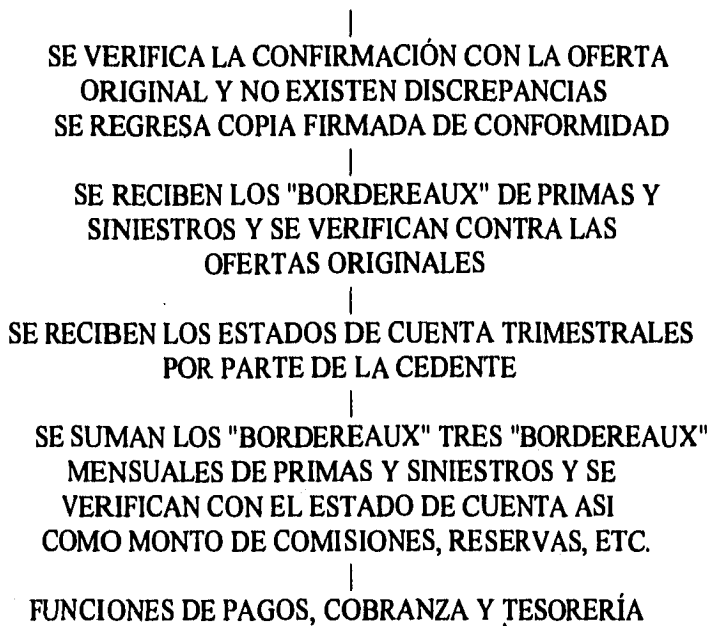 SE VERIFICA LA CONFIRMACIÓN CON LA OFERTA
ORIGINAL Y NO EXISTEN DISCREPANCIAS
SE REGRESA COPIA FIRMADA DE CONFORMIDAD
SE RECIBEN LOS "BORDEREAUX" DE PRIMAS Y
SINIESTROS Y SE VERIFICAN CONTRA LAS
OFERTAS ORIGINALES
SE RECIBEN LOS ESTADOS DE CUENTA TRIMESTRALES
POR PARTE DE LA CEDENTE
SE SUMAN LOS "BORDEREAUX" TRES "BORDEREAUX"
MENSUALES DE PRIMAS Y SINIESTROS Y SE
VERIFICAN CON EL ESTADO DE CUENTA ASI
COMO MONTO DE COMISIONES, RESERVAS, ETC.
FUNCIONES DE PAGOS, COBRANZA Y TESORERÍA